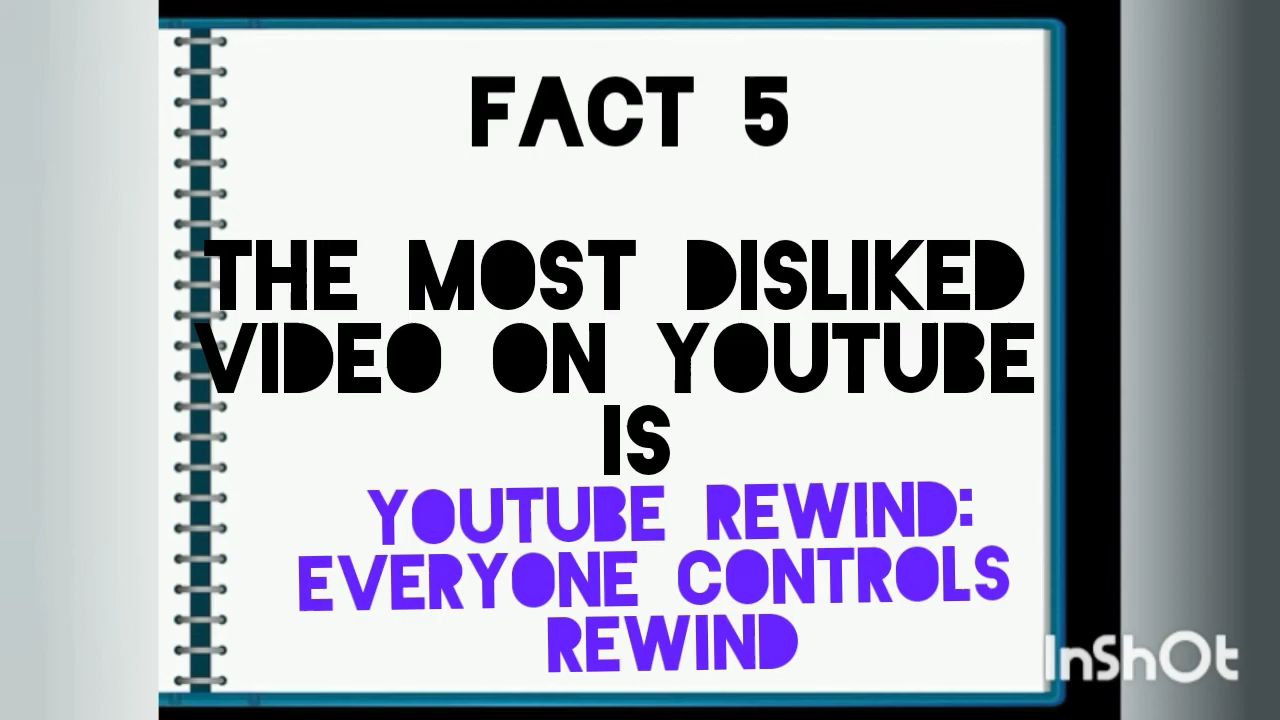 FACT 5
THE MOST DISLIKED
VIDEO ON YOUTUBE
IS
YOUTUBE REWIND:
EVERYONE CONTROLS
REWIND
InShOt